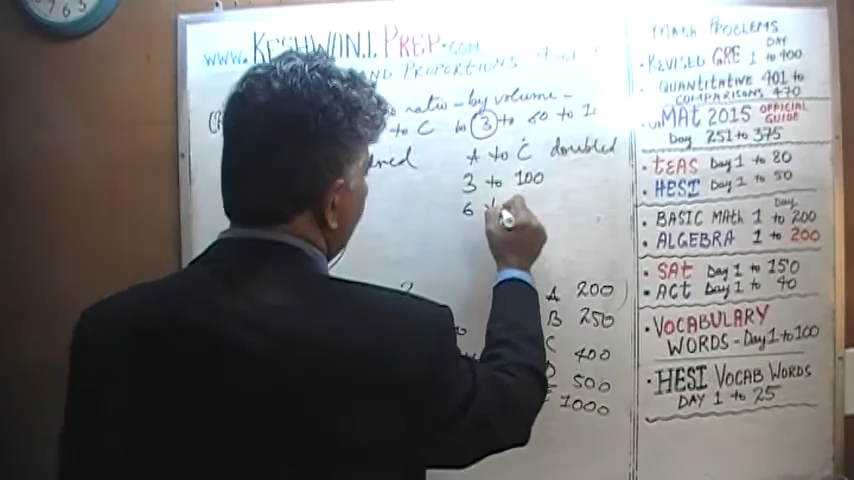 www.KESHWANI PREP.com
AND PROPORTIONS
ratio - by volume -
to C is 3 to 60 to
A to C doubled
3 to 100
6
A 200
B 250
C 400
D 500
E 1000
MATH PROBLEMS
DAY
• REVISED GRE 1 to 400
• QUANTITATIVE 401 to
COMPARISONS 470
• GMAT 2015 OFFICIAL GUIDE
Day 251 to 375
• TEAS Day 1 to 80
• HESI Day 1 to 50
Day
• BASIC MATH 1 to 200
• ALGEBRA 1 to 200
• SAT Day 1 to 150
• ACT Day 1 to 40
• VOCABULARY
WORDS - Day 1 to 100
• HESI VOCAB WORDS
DAY 1 to 25